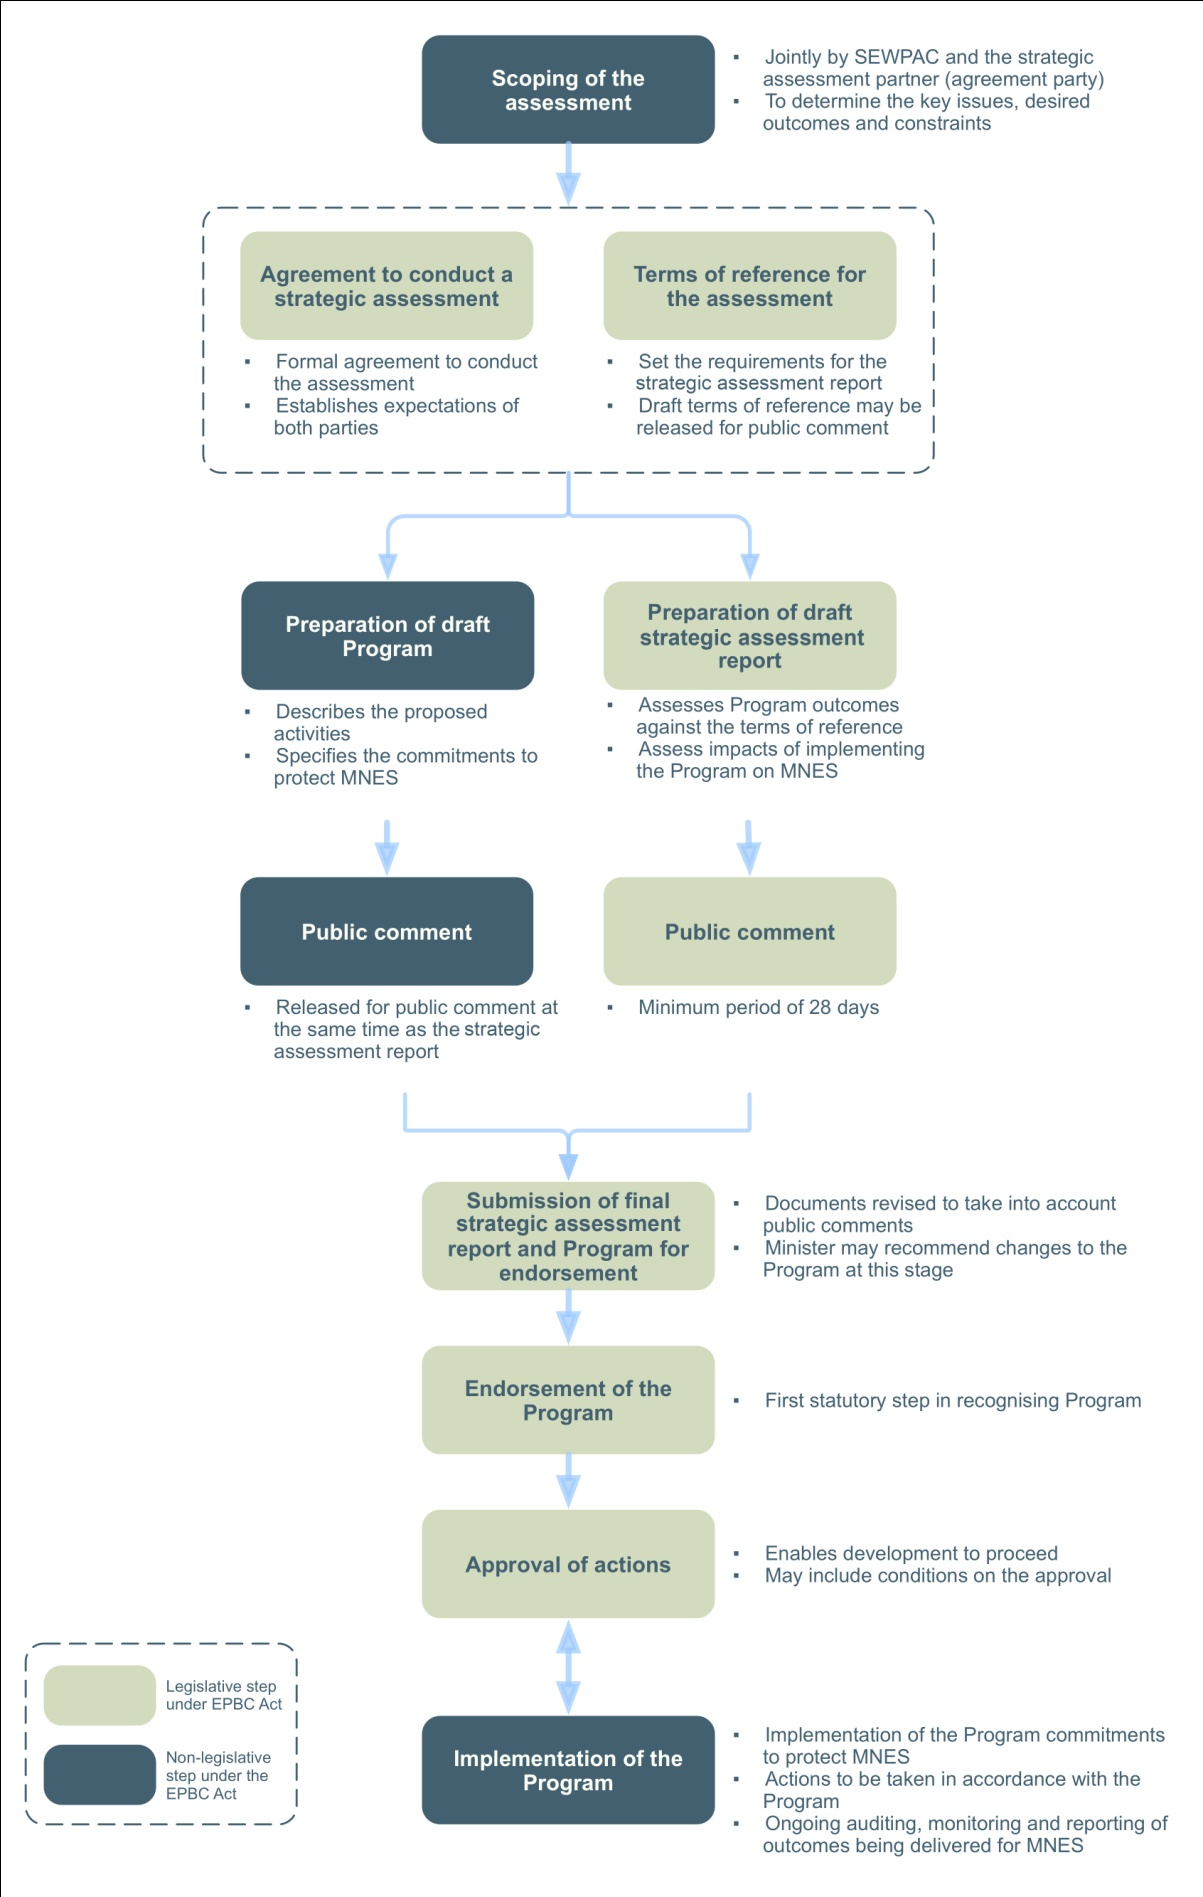 Scoping of the
assessment
▪ Jointly by SEWPAC and the strategic
assessment partner (agreement party)
▪ To determine the key issues, desired
outcomes and constraints
Agreement to conduct a
strategic assessment
▪ Formal agreement to conduct
the assessment
▪ Establishes expectations of
both parties
Terms of reference for
the assessment
▪ Set the requirements for the
strategic assessment report
▪ Draft terms of reference may be
released for public comment
Preparation of draft
Program
▪ Describes the proposed
activities
▪ Specifies the commitments to
protect MNES
Preparation of draft
strategic assessment
report
▪ Assesses Program outcomes
against the terms of reference
▪ Assess impacts of implementing
the Program on MNES
Public comment
▪ Released for public comment at
the same time as the strategic
assessment report
Public comment
▪ Minimum period of 28 days
Submission of final
strategic assessment
report and Program for
endorsement
▪ Documents revised to take into account
public comments
▪ Minister may recommend changes to the
Program at this stage
Endorsement of the
Program
▪ First statutory step in recognising Program
Approval of actions
▪ Enables development to proceed
▪ May include conditions on the approval
Implementation of the
Program
▪ Implementation of the Program commitments
to protect MNES
▪ Actions to be taken in accordance with the
Program
▪ Ongoing auditing, monitoring and reporting of
outcomes being delivered for MNES
Legislative step
under EPBC Act
Non-legislative
step under the
EPBC Act